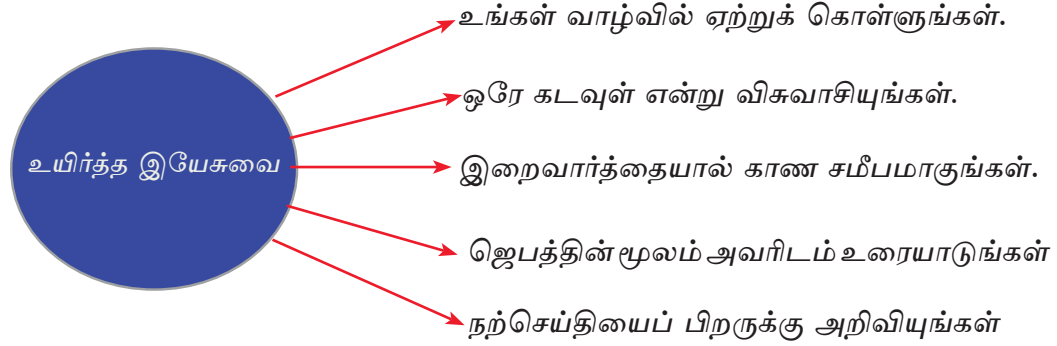 உங்கள் வாழ்வில் ஏற்றுக் கொள்ளுங்கள்.
ஒரே கடவுள் என்று விசுவாசியுங்கள்.
உயிர்த்த இயேசுவை
இறைவார்த்தையால் காண சமீபமாகுங்கள்.
ஜெபத்தின் மூலம் அவரிடம் உரையாடுங்கள்
நற்செய்தியைப் பிறருக்கு அறிவியுங்கள்